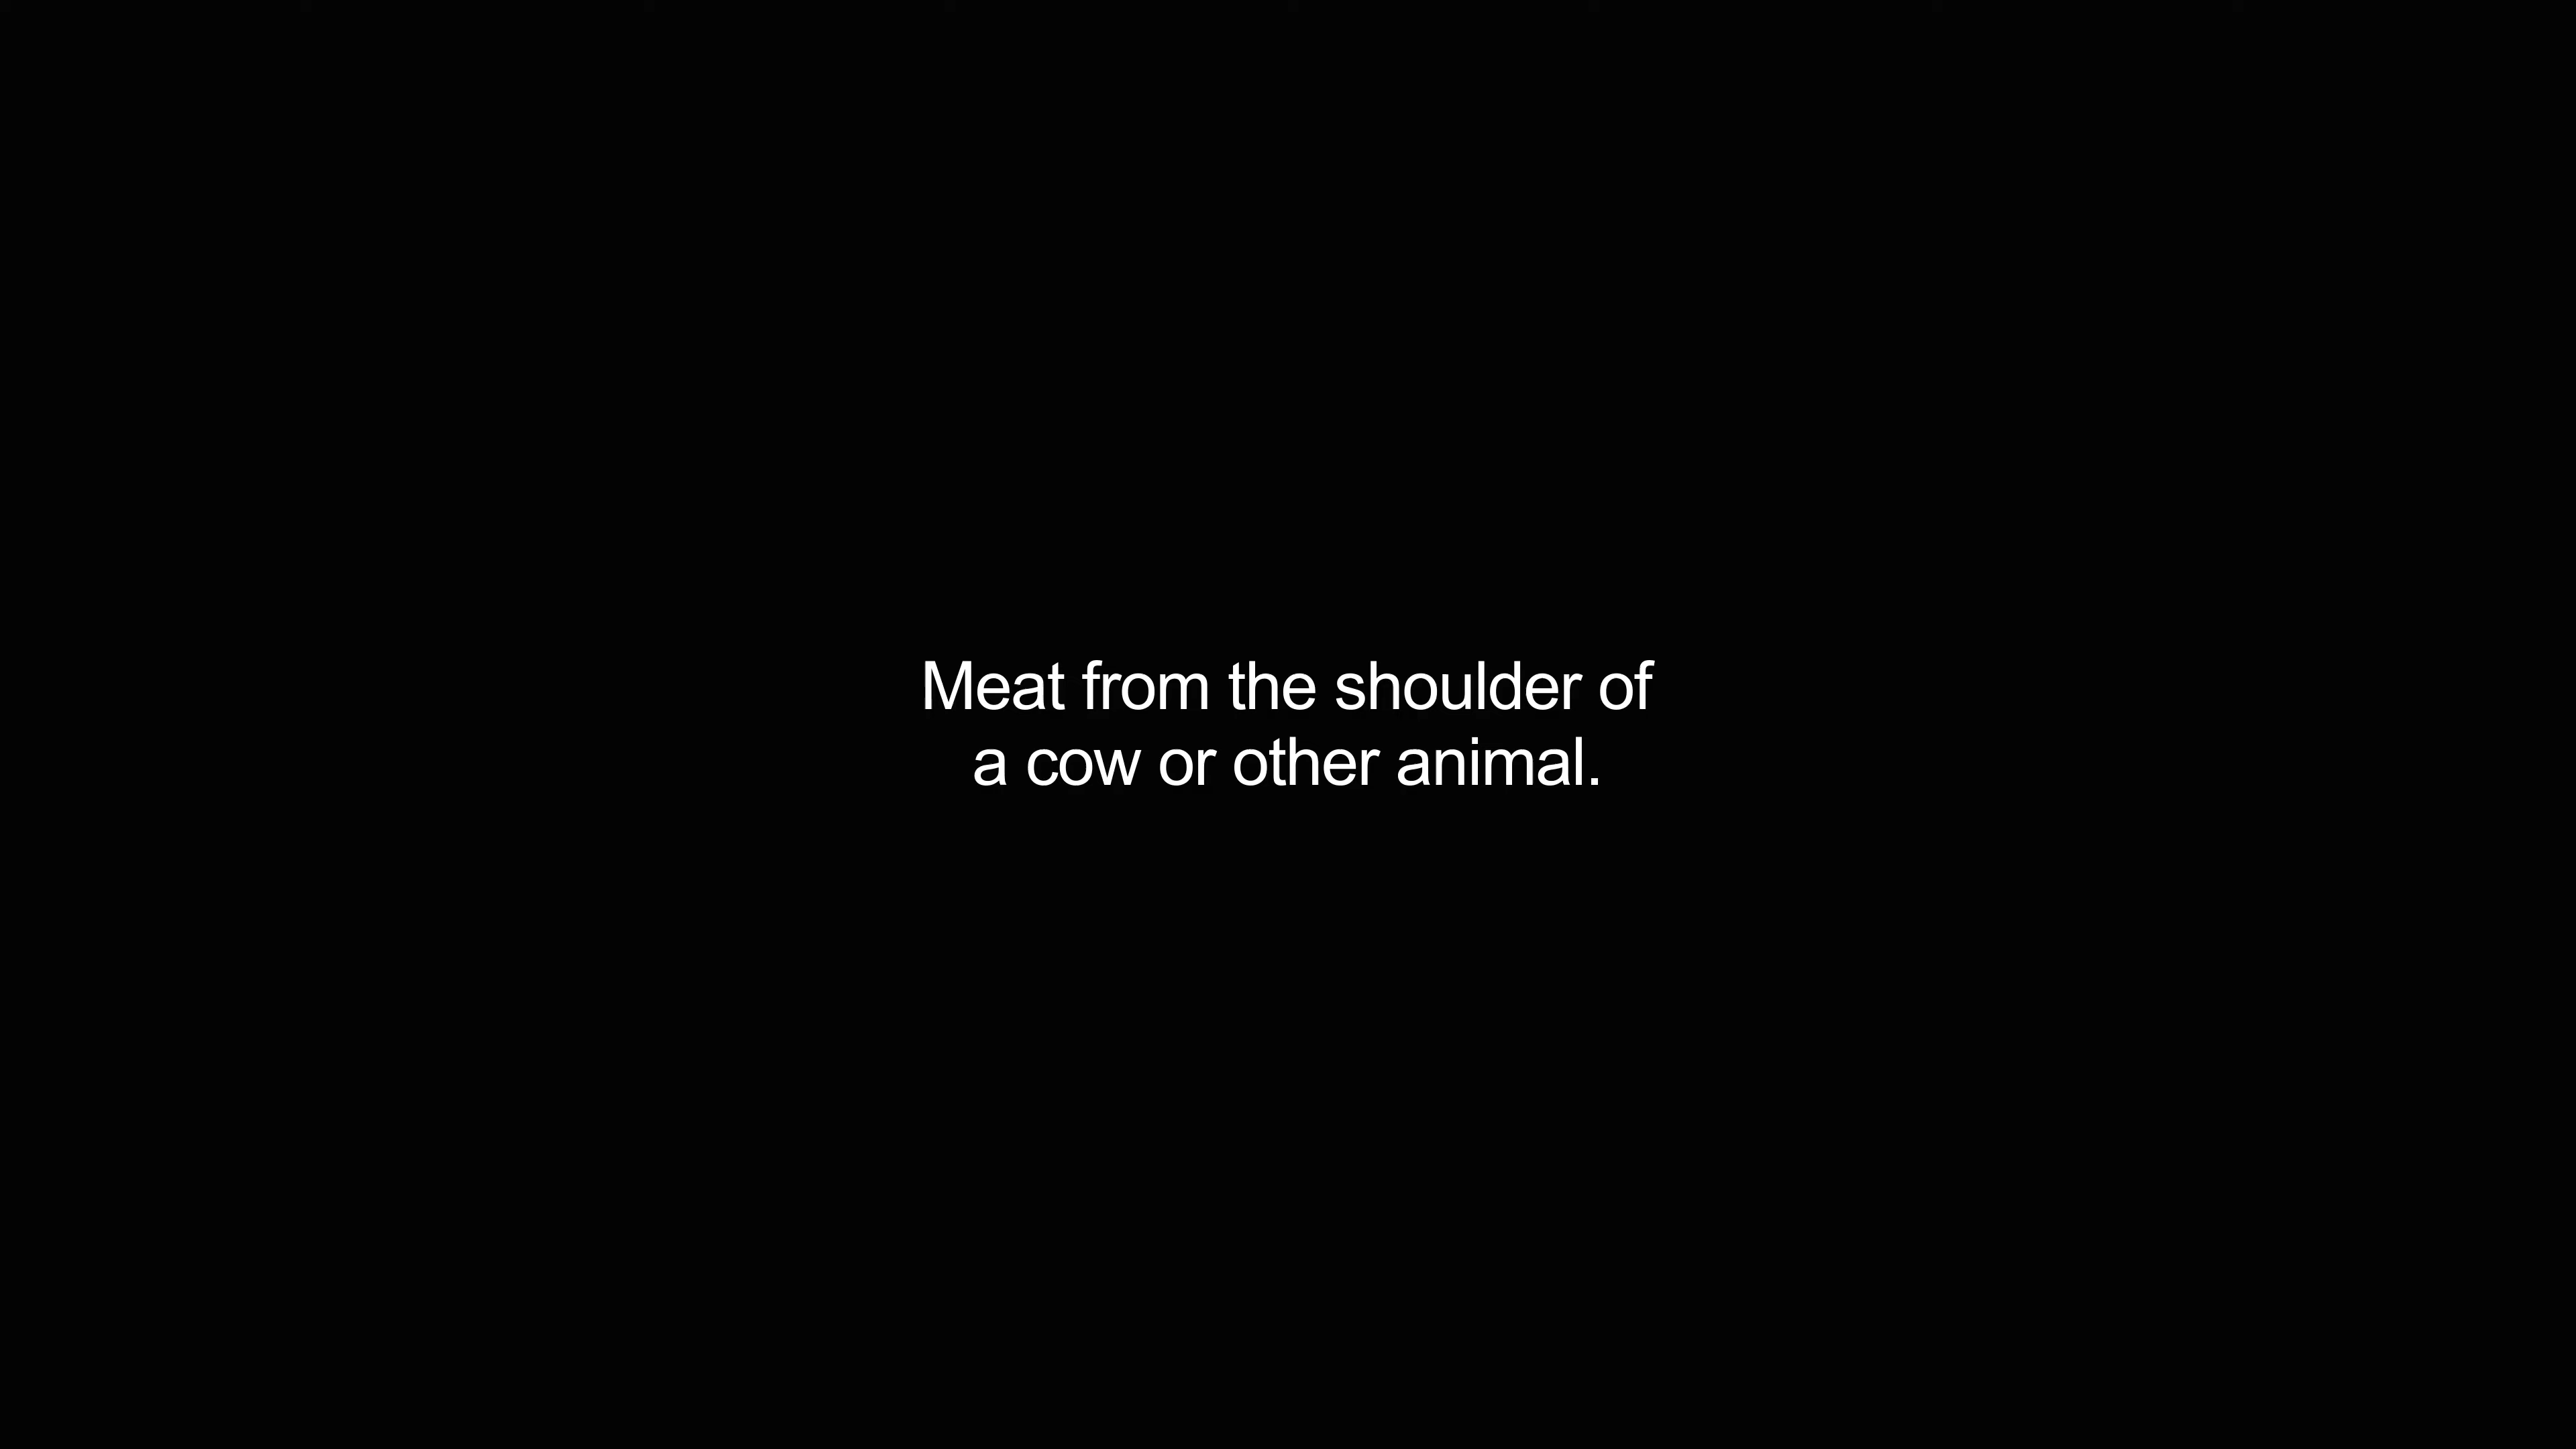 Meat from the shoulder of
a cow or other animal.